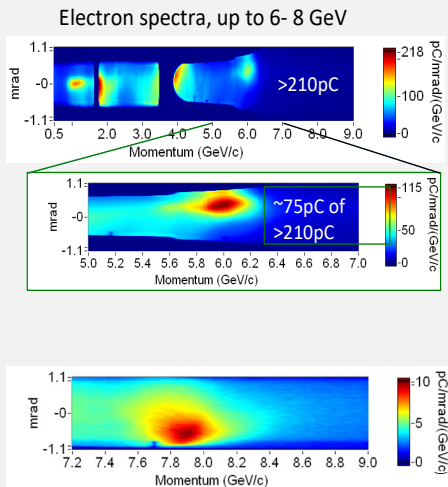 Electron spectra, up to 6- 8 GeV
1.1
-0
-1.1
mrad
>210pC
0.5 1.0 2.0 3.0 4.0 5.0 6.0 7.0 8.0 9.0
Momentum (GeV/c)
-218
-100
-0
pC/mrad/(GeV/c
1.1
-0
-1.1
mrad
~75pC of
>210pC
5.0 5.2 5.4 5.6 5.8 6.0 6.2 6.4 6.6 6.8 7.0
Momentum (GeV/c)
-115
-50
-0
pC/mrad/(GeV/c
1.1
-0
-1.1
mrad
7.2 7.4 7.6 7.8 8.0 8.2 8.4 8.6 8.8 9.0
Momentum (GeV/c)
-10
-5
-0
pC/mrad/(GeV/c)